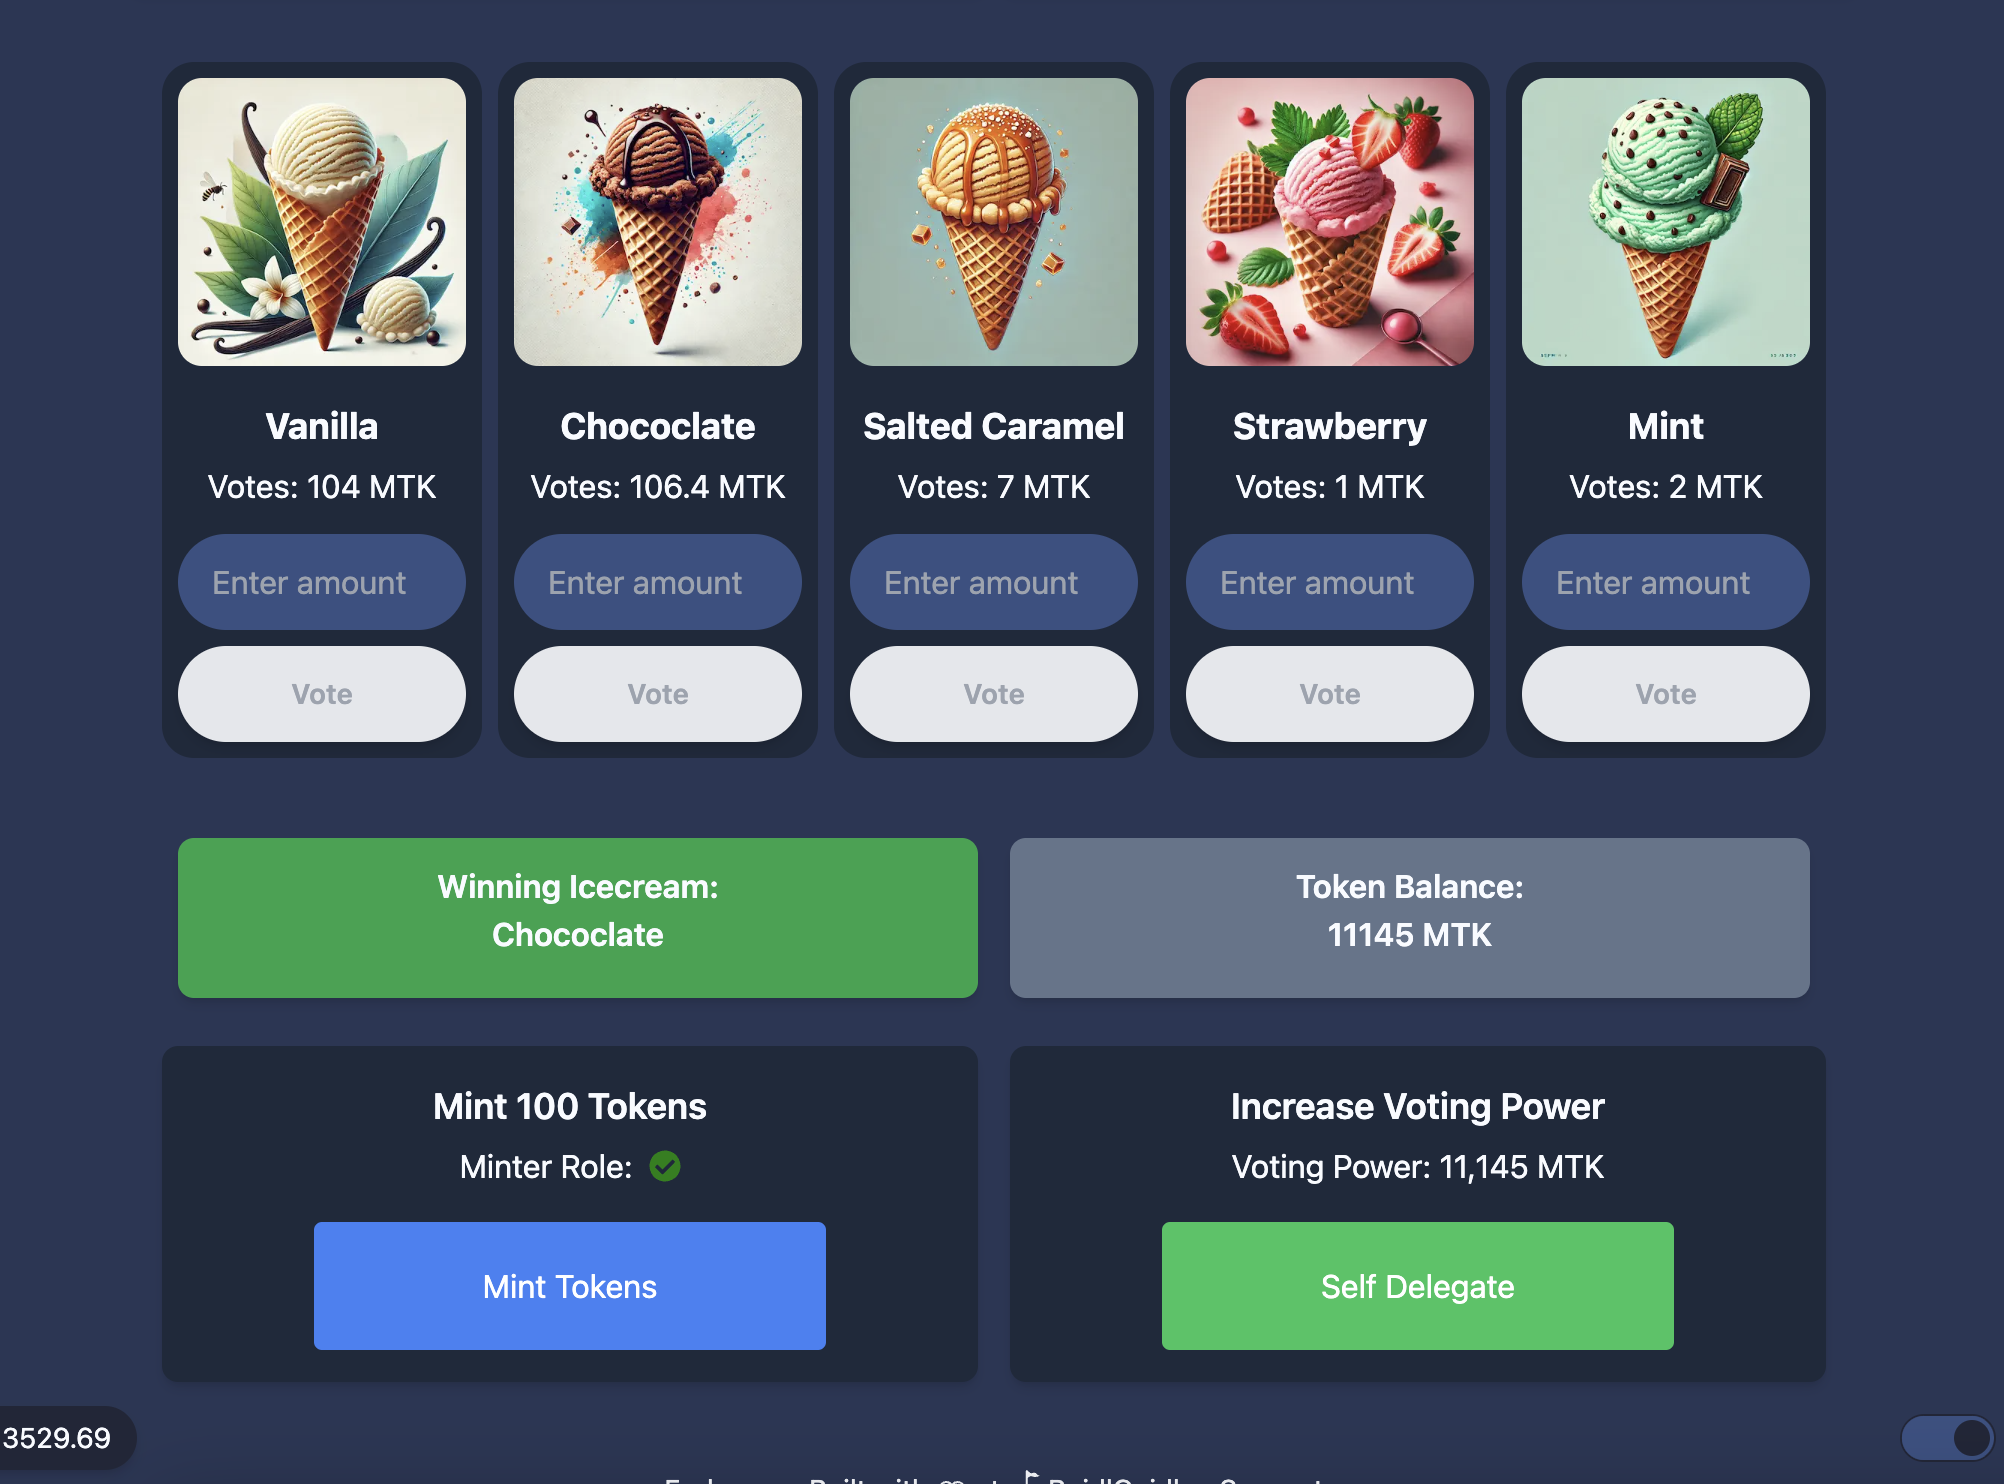 Vanilla
Votes: 104 MTK
Enter amount
Vote
Chococlate
Votes: 106.4 MTK
Enter amount
Vote
Salted Caramel
Votes: 7 MTK
Enter amount
Vote
Strawberry
Votes: 1 MTK
Enter amount
Vote
Mint
Votes: 2 MTK
Enter amount
Vote
Winning Icecream:
Chococlate
Token Balance:
11145 MTK
Mint 100 Tokens
Minter Role:
Mint Tokens
Increase Voting Power
Voting Power: 11,145 MTK
Self Delegate
3529.69